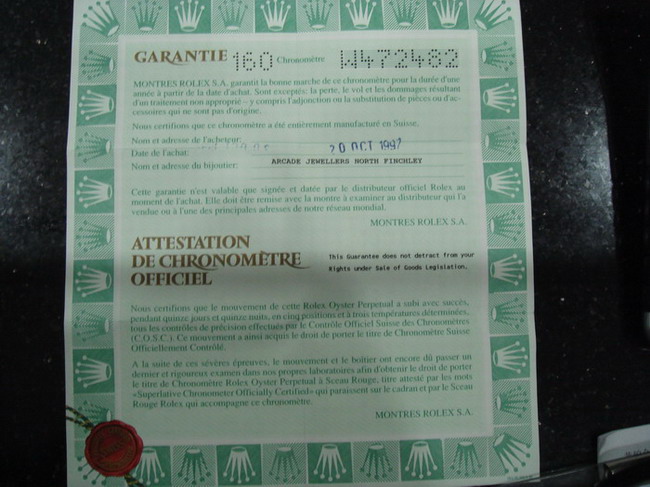 GARANTIE 160 Chronomètre W472482
MONTRES ROLEX S.A. garantit la bonne marche de ce chronomètre pour la durée d'une
année à partir de la date d'achat. Sont exceptés: la perte, le vol et les dommages résultant
d'un traitement non approprié – y compris l'adjonction ou la substitution de pièces ou d'ac-
cessoires qui ne sont pas d'origine.
Nous certifions que ce chronomètre a été entièrement manufacturé en Suisse.
Nom et adresse de l'acheteur:
Date de l'achat: 20 OCT 1997
Nom et adresse du bijoutier: ARCADE JEWELLERS NORTH FINCHLEY
Cette garantie n'est valable que signée et datée par le distributeur officiel Rolex au
moment de l'achat. Elle doit être remise avec la montre à examiner au distributeur qui l'a
vendue ou à l'une des principales adresses de notre réseau mondial.
MONTRES ROLEX S.A.
ATTESTATION
DE CHRONOMÈTRE
OFFICIEL
This Guarantee does not detract from your
Rights under Sale of Goods Legislation.
Nous certifions que le mouvement de cette Rolex Oyster Perpetual a subi avec succès,
pendant quinze jours et quinze nuits, en cinq positions et à trois températures déterminées,
tous les contrôles de précision effectués par le Contrôle Officiel Suisse des Chronomètres
(C.O.S.C.). Ce mouvement a ainsi acquis le droit de porter le titre de Chronomètre Suisse
Officiellement Contrôlé.
A la suite de ces sévères épreuves, le mouvement et le boîtier ont encore dû passer un
dernier et rigoureux examen dans nos propres laboratoires afin d'obtenir le droit de porter
le titre de Chronomètre Rolex Oyster Perpetual à Sceau Rouge, titre attesté par les mots
«Superlative Chronometer Officially Certified» qui paraissent sur le cadran et par le Sceau
Rouge Rolex qui accompagne ce chronomètre.
MONTRES ROLEX S.A.